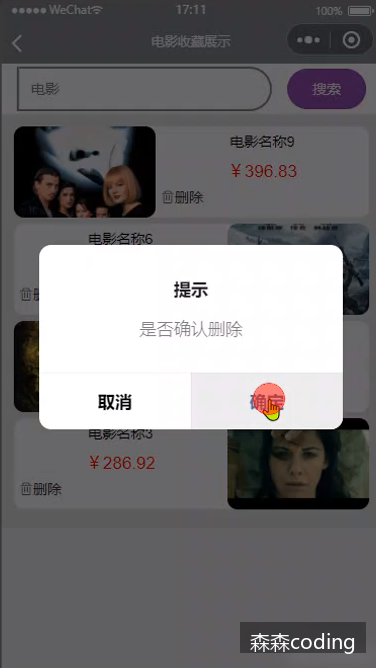 WeChat 17:11 100%
电影收藏展示
电影 搜索
电影名称9
￥396.83
删除
电影名称6
删
提示
是否确认删除
取消 确定
电影名称3
￥286.92
删除
森森coding